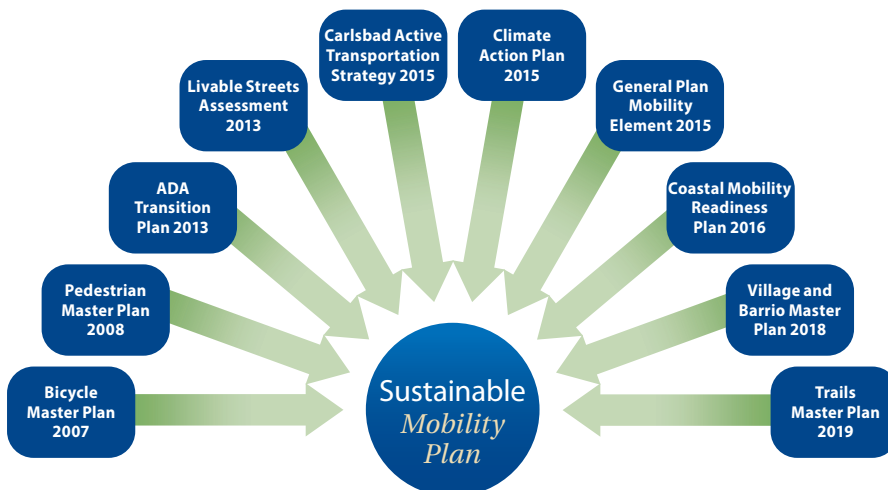 Carlsbad Active
Transportation
Strategy 2015
Climate
Action Plan
2015
Livable Streets
Assessment
2013
General Plan
Mobility
Element 2015
ADA
Transition
Plan 2013
Coastal Mobility
Readiness
Plan 2016
Pedestrian
Master Plan
2008
Village and
Barrio Master
Plan 2018
Bicycle
Master Plan
2007
Sustainable
Mobility
Plan
Trails
Master Plan
2019